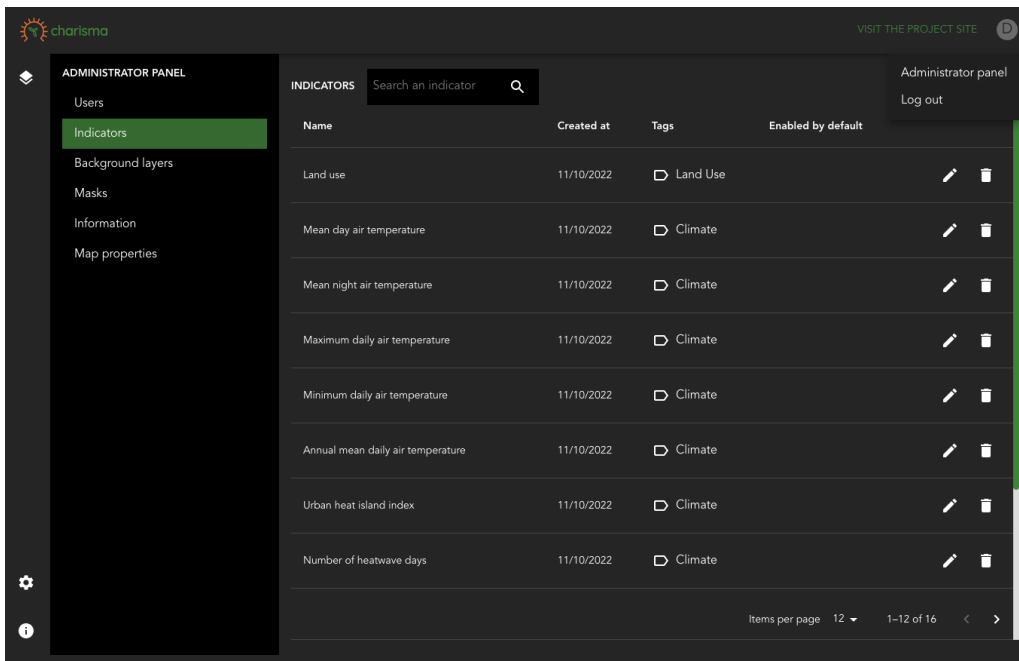 charisma
VISIT THE PROJECT SITE D
Administrator panel
Log out
ADMINISTRATOR PANEL
Users
Indicators
Background layers
Masks
Information
Map properties
INDICATORS Search an indicator
Name Created at Tags Enabled by default
Land use 11/10/2022 Land Use
Mean day air temperature 11/10/2022 Climate
Mean night air temperature 11/10/2022 Climate
Maximum daily air temperature 11/10/2022 Climate
Minimum daily air temperature 11/10/2022 Climate
Annual mean daily air temperature 11/10/2022 Climate
Urban heat island index 11/10/2022 Climate
Number of heatwave days 11/10/2022 Climate
Items per page 12 1–12 of 16